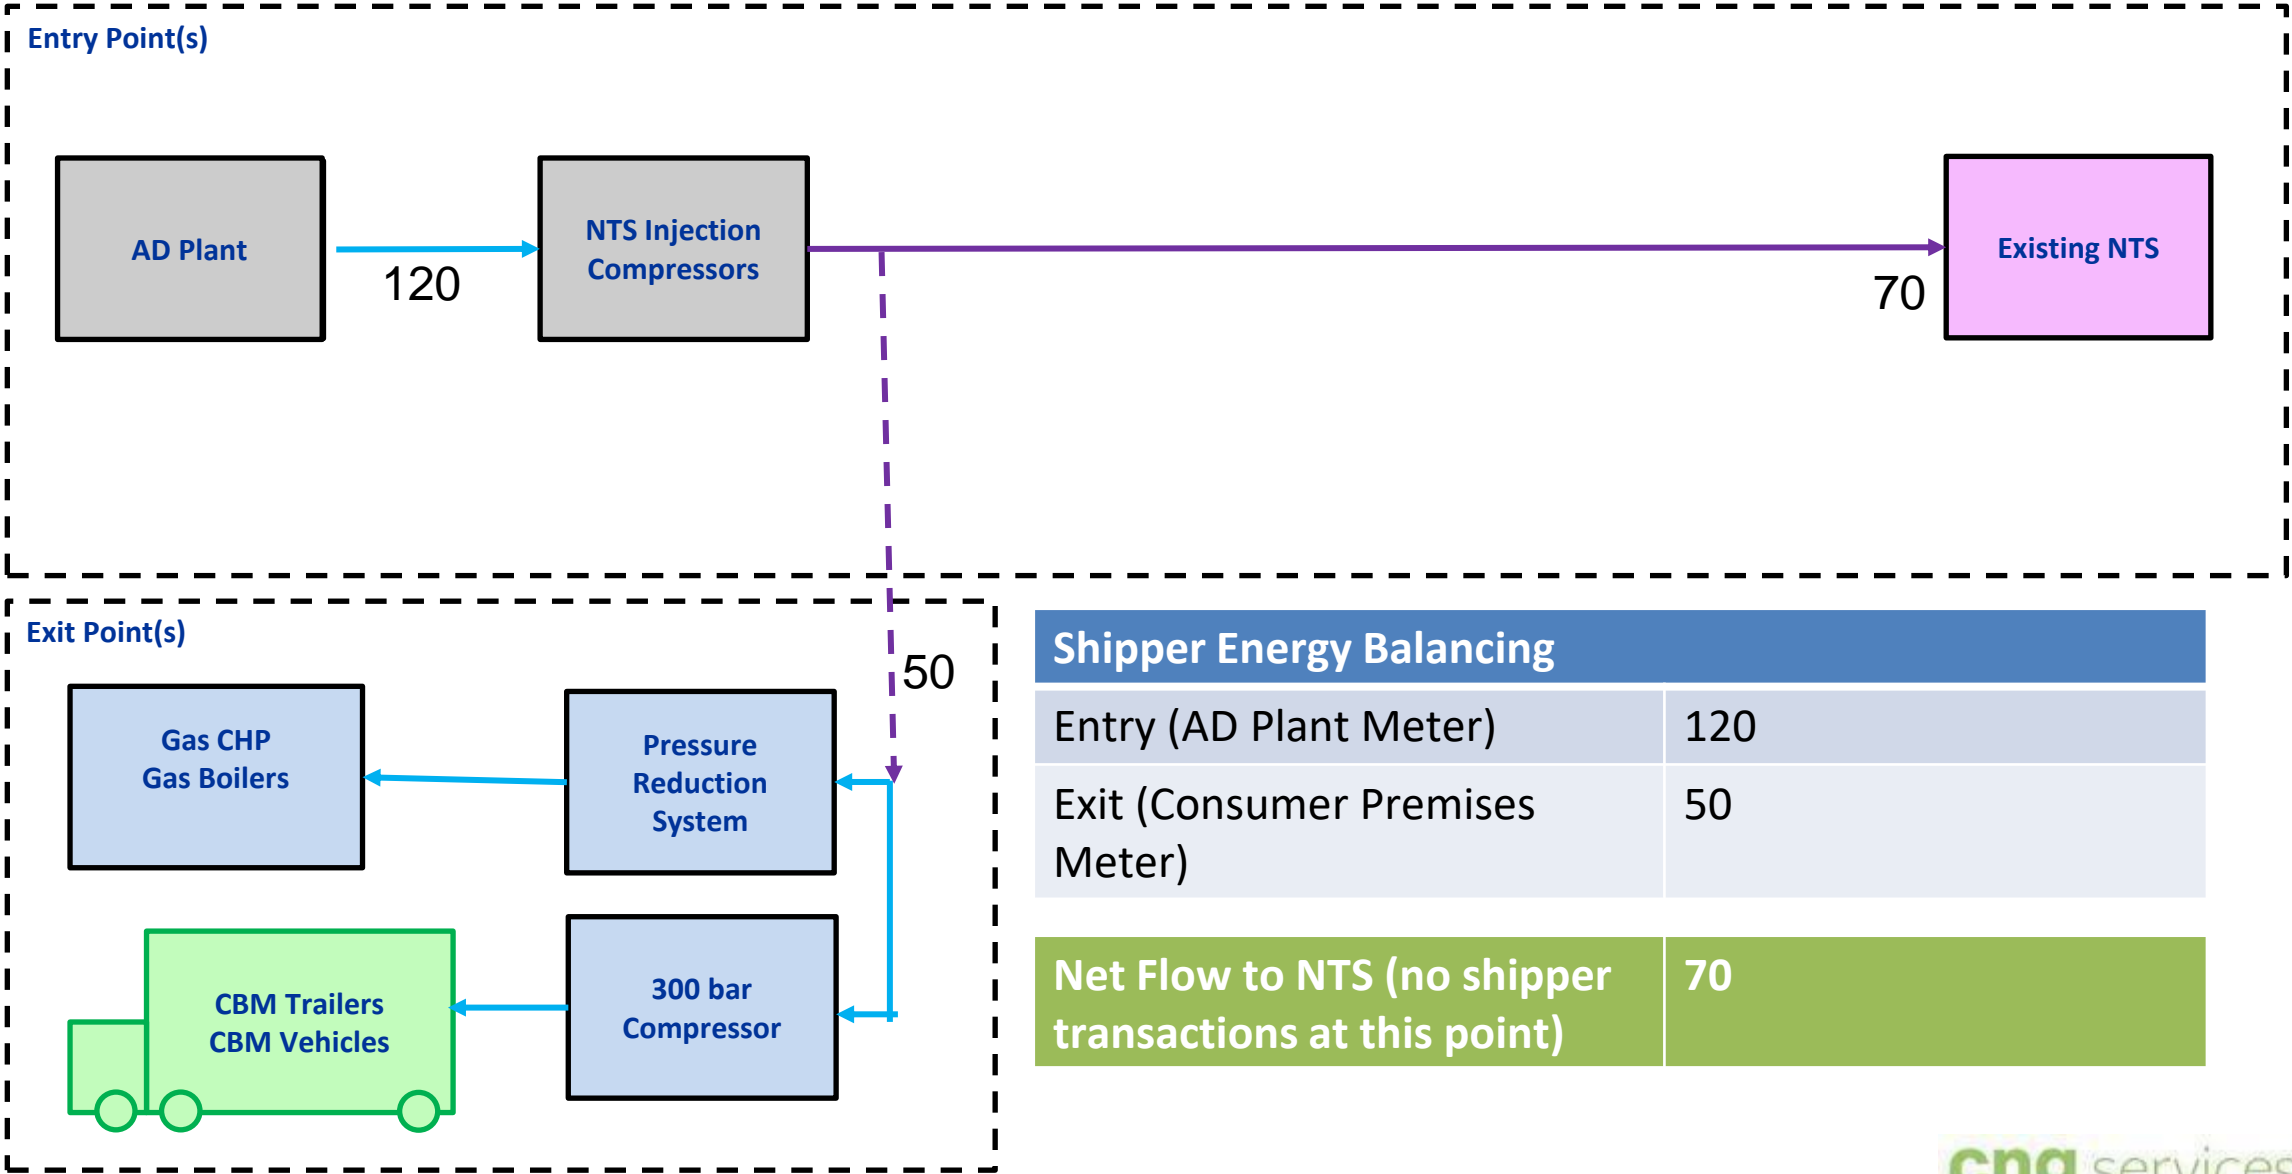 Entry Point(s)
AD Plant
120
NTS Injection
Compressors
70
Existing NTS
Exit Point(s)
50
Gas CHP
Gas Boilers
Pressure
Reduction
System
CBM Trailers
CBM Vehicles
300 bar
Compressor
Shipper Energy Balancing
Entry (AD Plant Meter) 120
Exit (Consumer Premises 50
Meter)
Net Flow to NTS (no shipper 70
transactions at this point)
cng services